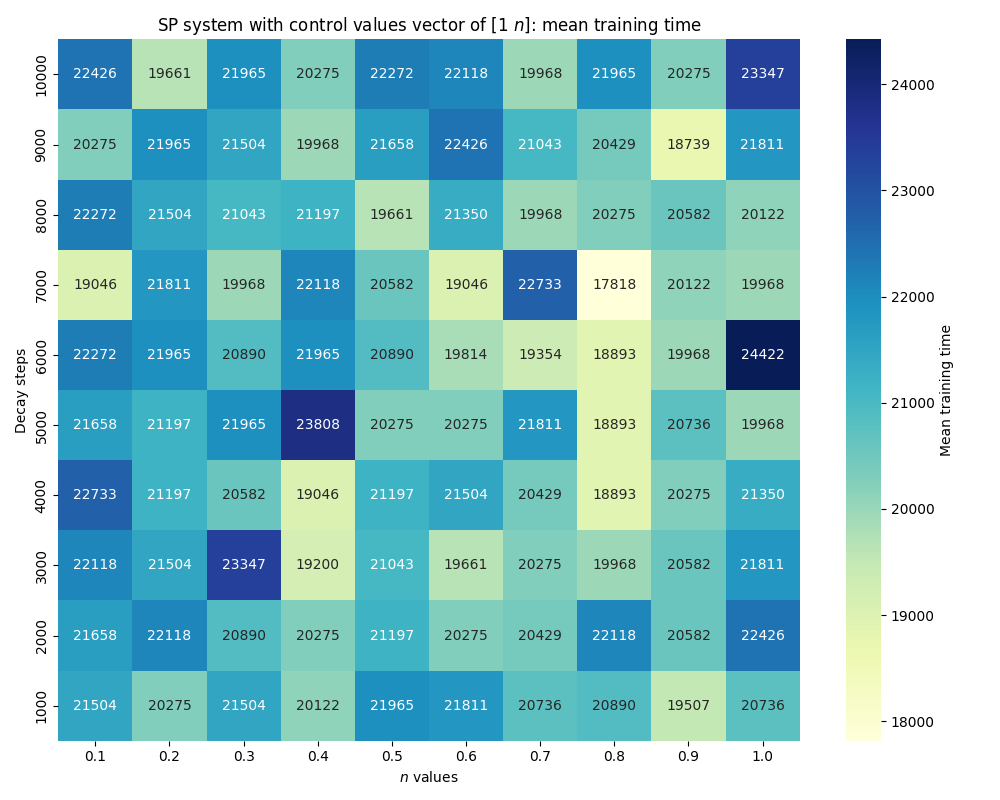 SP system with control values vector of [1 n]: mean training time
10000 22426 19661 21965 20275 22272 22118 19968 21965 20275 23347
9000 20275 21965 21504 19968 21658 22426 21043 20429 18739 21811
8000 22272 21504 21043 21197 19661 21350 19968 20275 20582 20122
7000 19046 21811 19968 22118 20582 19046 22733 17818 20122 19968
6000 22272 21965 20890 21965 20890 19814 19354 18893 19968 24422
5000 21658 21197 21965 23808 20275 20275 21811 18893 20736 19968
4000 22733 21197 20582 19046 21197 21504 20429 18893 20275 21350
3000 22118 21504 23347 19200 21043 19661 20275 19968 20582 21811
2000 21658 22118 20890 20275 21197 20275 20429 22118 20582 22426
1000 21504 20275 21504 20122 21965 21811 20736 20890 19507 20736
0.1 0.2 0.3 0.4 0.5 0.6 0.7 0.8 0.9 1.0
n values
Decay steps
24000
23000
22000
21000
20000
19000
18000
Mean training time